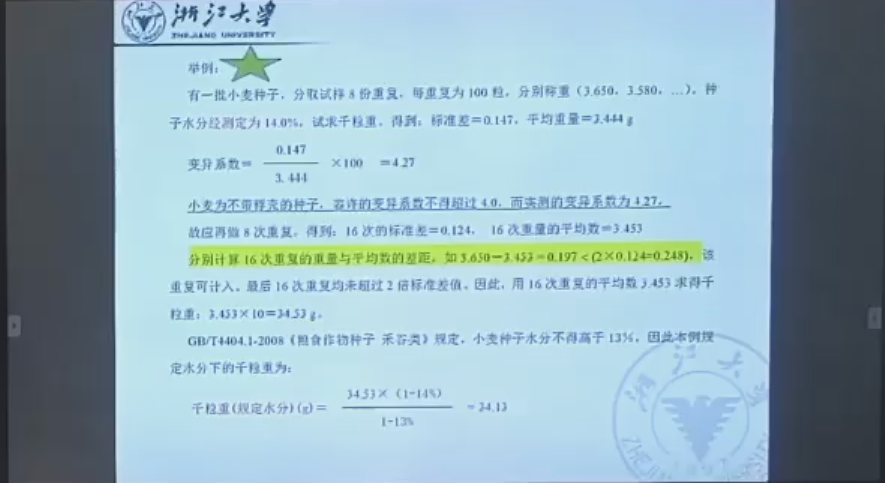 浙江大学
ZHEJIANG UNIVERSITY
举例：
有一批小麦种子，分取试样 8 份重复，每重复为 100 粒，分别称重（3.650，3.580，…），种
子水分经测定为 14.0%，试求千粒重。得到：标准差=0.147，平均重量=3.444 g
变异系数= 0.147 / 3.444 ×100 =4.27
小麦为不带稃壳的种子，容许的变异系数不得超过 4.0，而实测的变异系数为 4.27，
故应再做 8 次重复。得到：16 次的标准差=0.124， 16 次重量的平均数=3.453
分别计算 16 次重复的重量与平均数的差距，如 3.650－3.453＝0.197＜(2×0.124=0.248)，该
重复可计入。最后 16 次重复均未超过 2 倍标准差值。因此，用 16 次重复的平均数 3.453 求得千
粒重：3.453×10=34.53 g。
GB/T4404.1-2008《粮食作物种子 禾谷类》规定，小麦种子水分不得高于 13%，因此本例规
定水分下的千粒重为：
千粒重(规定水分)(g)＝ 34.53×（1-14%） / 1-13% ＝34.13
浙江大